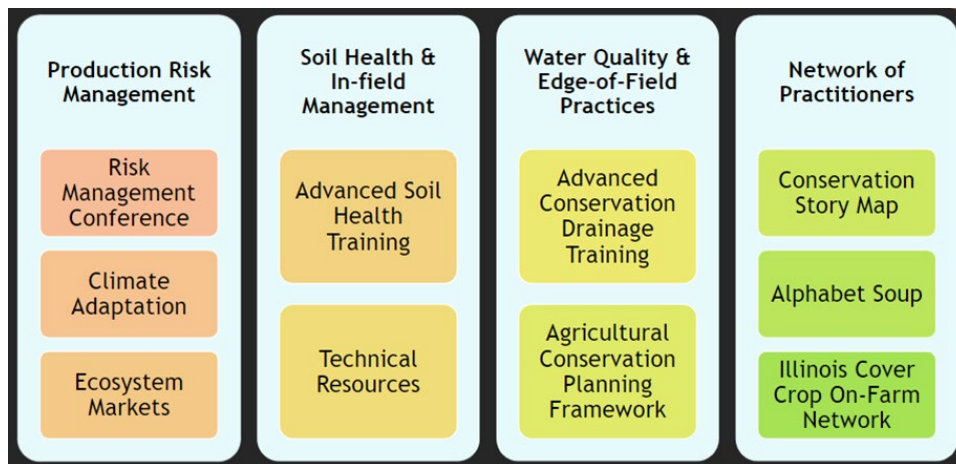 Production Risk
Management
Risk
Management
Conference
Climate
Adaptation
Ecosystem
Markets
Soil Health &
In-field
Management
Advanced Soil
Health
Training
Technical
Resources
Water Quality &
Edge-of-Field
Practices
Advanced
Conservation
Drainage
Training
Agricultural
Conservation
Planning
Framework
Network of
Practitioners
Conservation
Story Map
Alphabet Soup
Illinois Cover
Crop On-Farm
Network